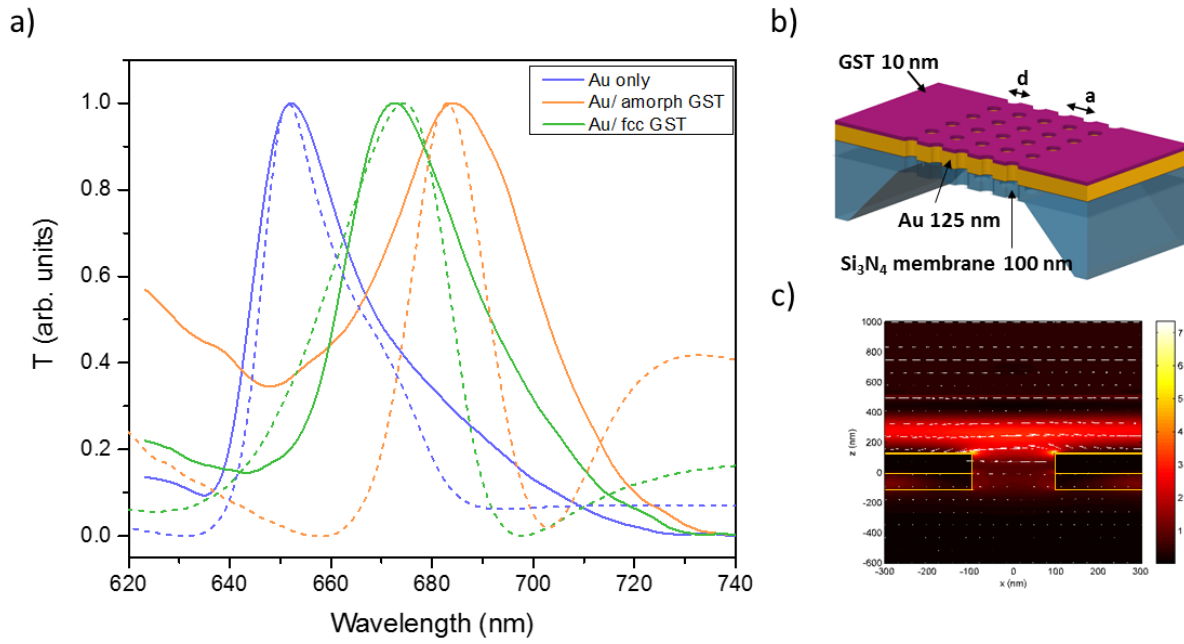 a)
T (arb. units)
1.0
0.8
0.6
0.4
0.2
0.0
620 640 660 680 700 720 740
Wavelength (nm)
Au only
Au/ amorph GST
Au/ fcc GST
b)
GST 10 nm
d
a
Au 125 nm
Si₃N₄ membrane 100 nm
c)
z (nm)
1000
800
600
400
200
0
-200
-400
-600
-300 -200 -100 0 100 200 300
x (nm)
7
6
5
4
3
2
1